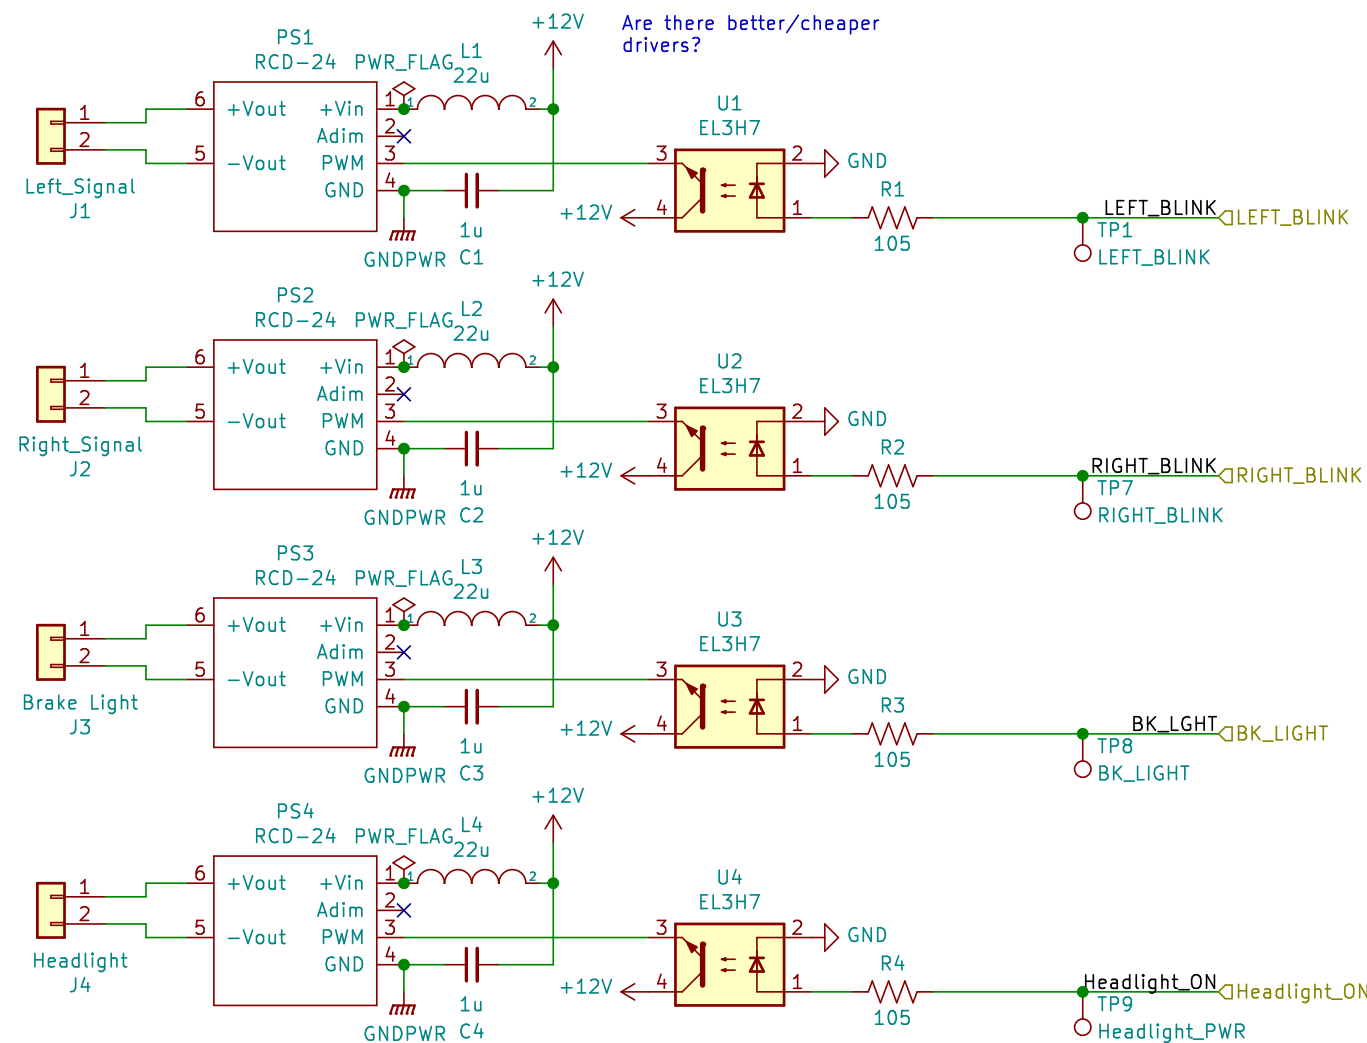 Are there better/cheaper
drivers?
+12V
PS1
RCD-24
PWR_FLAG
L1
22u
6
+Vout
+Vin
1
1
2
Adim
2
5
-Vout
PWM
3
GND
4
1
2
Left_Signal
J1
1u
C1
GNDPWR
U1
EL3H7
3
2
GND
+12V
4
1
R1
105
LEFT_BLINK
LEFT_BLINK
TP1
LEFT_BLINK
+12V
PS2
RCD-24
PWR_FLAG
L2
22u
6
+Vout
+Vin
1
1
2
Adim
2
5
-Vout
PWM
3
GND
4
1
2
Right_Signal
J2
1u
C2
GNDPWR
U2
EL3H7
3
2
GND
+12V
4
1
R2
105
RIGHT_BLINK
RIGHT_BLINK
TP7
RIGHT_BLINK
+12V
PS3
RCD-24
PWR_FLAG
L3
22u
6
+Vout
+Vin
1
1
2
Adim
2
5
-Vout
PWM
3
GND
4
1
2
Brake Light
J3
1u
C3
GNDPWR
U3
EL3H7
3
2
GND
+12V
4
1
R3
105
BK_LGHT
BK_LIGHT
TP8
BK_LIGHT
+12V
PS4
RCD-24
PWR_FLAG
L4
22u
6
+Vout
+Vin
1
1
2
Adim
2
5
-Vout
PWM
3
GND
4
1
2
Headlight
J4
1u
C4
GNDPWR
U4
EL3H7
3
2
GND
+12V
4
1
R4
105
Headlight_ON
Headlight_ON
TP9
Headlight_PWR